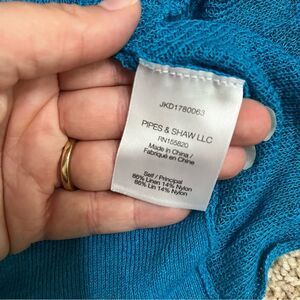 JKD1780063
PIPES & SHAW LLC
RN155820
Made in China /
Fabriqué en Chine
Self / Principal
86% Linen 14% Nylon
86% Lin 14% Nylon